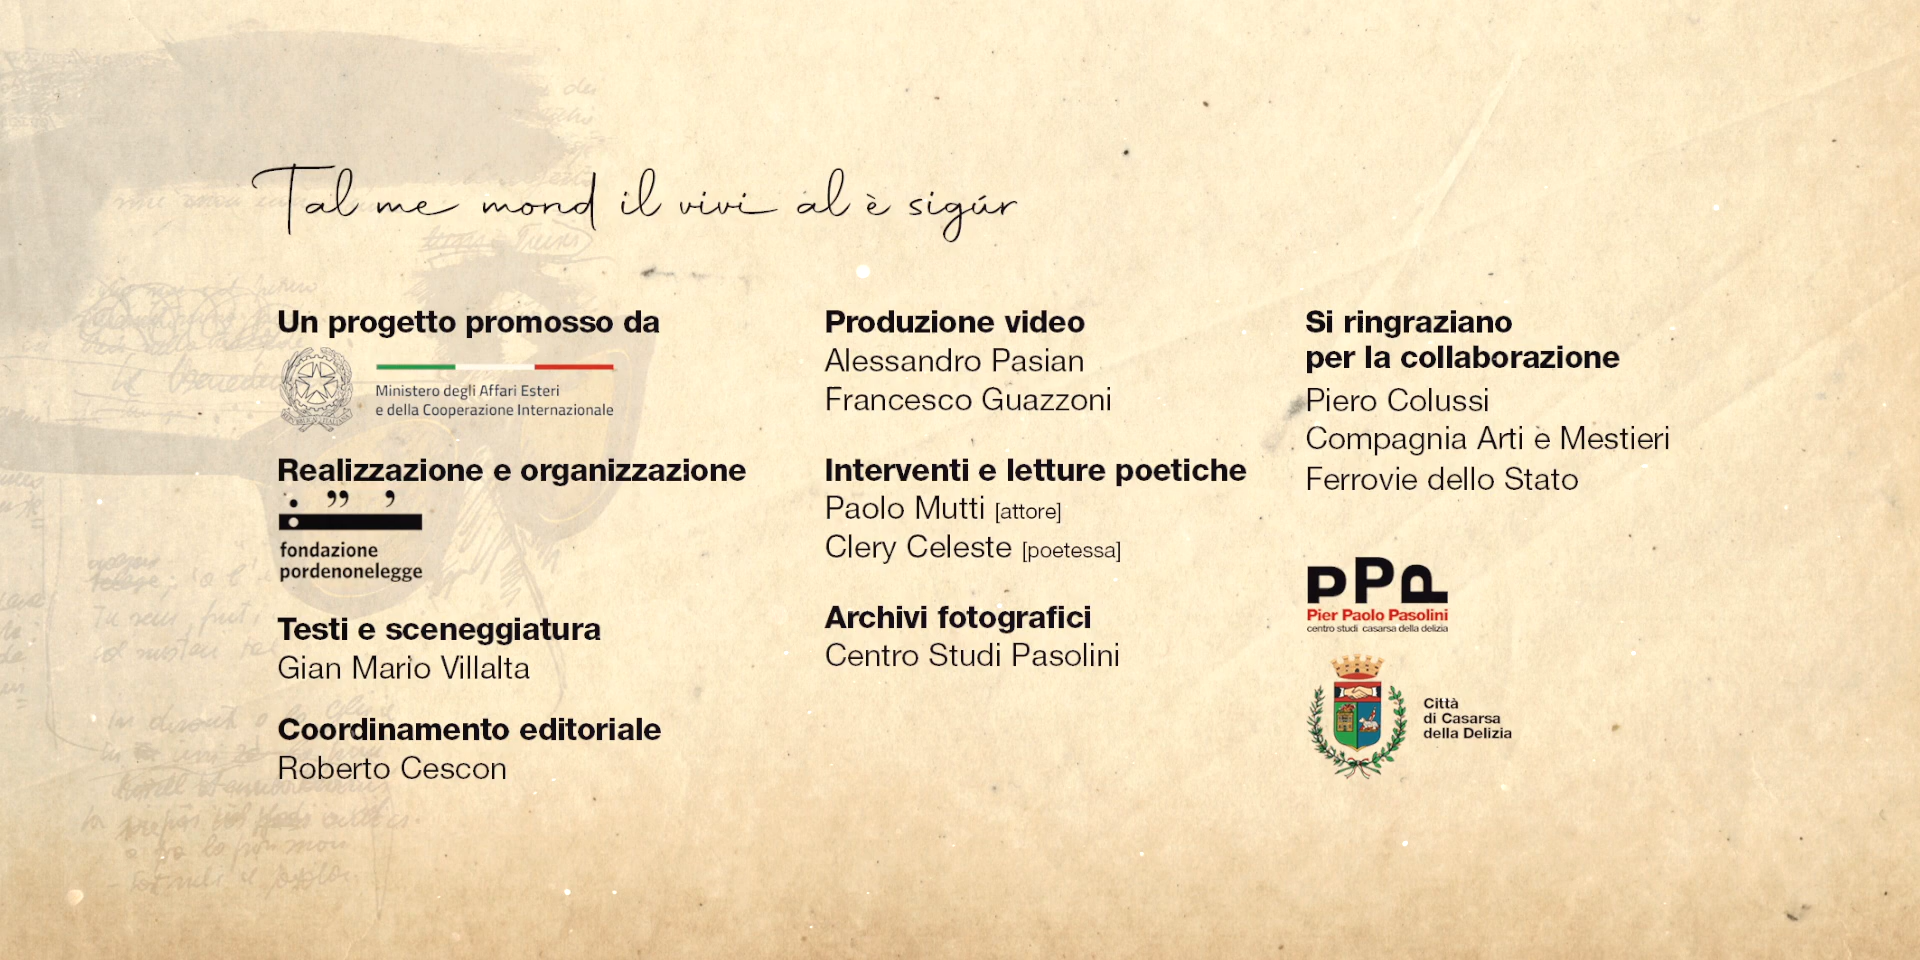 Tal me mond il vivi al è sigúr
Un progetto promosso da
Ministero degli Affari Esteri
e della Cooperazione Internazionale
Realizzazione e organizzazione
fondazione
pordenonelegge
Testi e sceneggiatura
Gian Mario Villalta
Coordinamento editoriale
Roberto Cescon
Produzione video
Alessandro Pasian
Francesco Guazzoni
Interventi e letture poetiche
Paolo Mutti [attore]
Clery Celeste [poetessa]
Archivi fotografici
Centro Studi Pasolini
Si ringraziano
per la collaborazione
Piero Colussi
Compagnia Arti e Mestieri
Ferrovie dello Stato
PPP
Pier Paolo Pasolini
centro studi casarsa della delizia
Città
di Casarsa
della Delizia